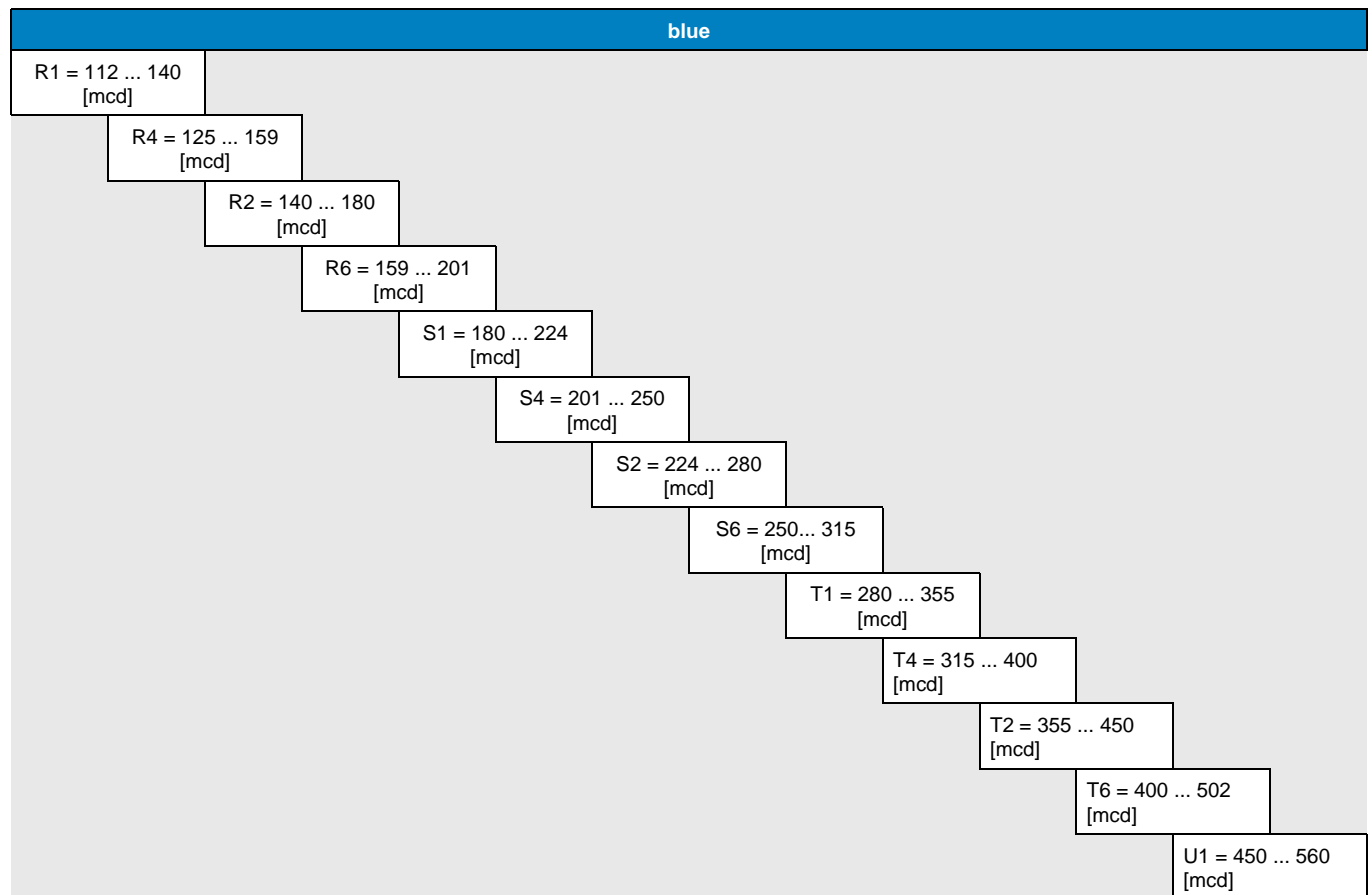 blue
R1 = 112 ... 140
[mcd]
R4 = 125 ... 159
[mcd]
R2 = 140 ... 180
[mcd]
R6 = 159 ... 201
[mcd]
S1 = 180 ... 224
[mcd]
S4 = 201 ... 250
[mcd]
S2 = 224 ... 280
[mcd]
S6 = 250... 315
[mcd]
T1 = 280 ... 355
[mcd]
T4 = 315 ... 400
[mcd]
T2 = 355 ... 450
[mcd]
T6 = 400 ... 502
[mcd]
U1 = 450 ... 560
[mcd]